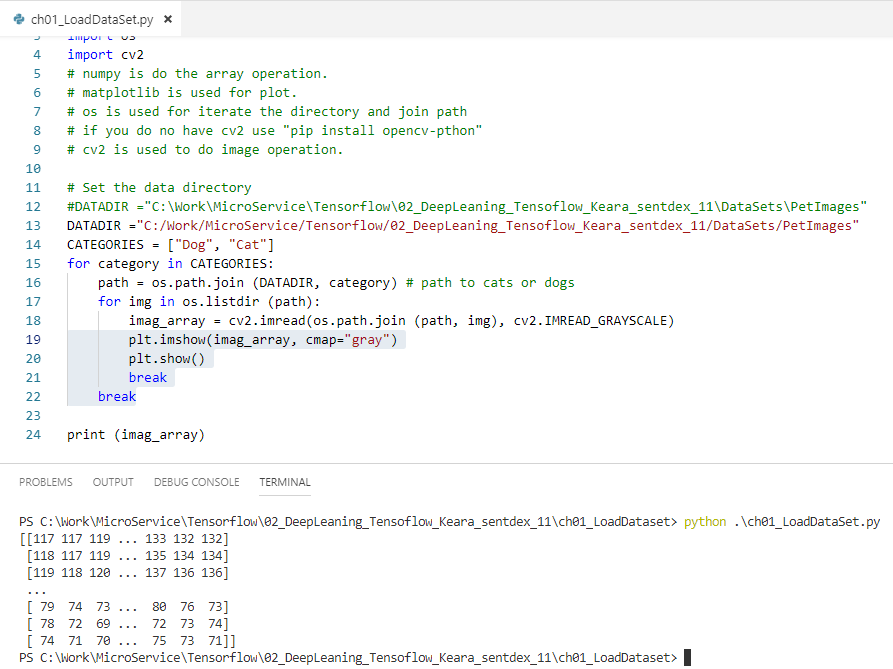 ch01_LoadDataSet.py ×
3 import os
4 import cv2
5 # numpy is do the array operation.
6 # matplotlib is used for plot.
7 # os is used for iterate the directory and join path
8 # if you do no have cv2 use "pip install opencv-pthon"
9 # cv2 is used to do image operation.
10
11 # Set the data directory
12 #DATADIR ="C:\Work\MicroService\Tensorflow\02_DeepLeaning_Tensoflow_Keara_sentdex_11\DataSets\PetImages"
13 DATADIR ="C:/Work/MicroService/Tensorflow/02_DeepLeaning_Tensoflow_Keara_sentdex_11/DataSets/PetImages"
14 CATEGORIES = ["Dog", "Cat"]
15 for category in CATEGORIES:
16     path = os.path.join (DATADIR, category) # path to cats or dogs
17     for img in os.listdir (path):
18         imag_array = cv2.imread(os.path.join (path, img), cv2.IMREAD_GRAYSCALE)
19         plt.imshow(imag_array, cmap="gray")
20         plt.show()
21         break
22     break
23
24 print (imag_array)
PROBLEMS OUTPUT DEBUG CONSOLE TERMINAL
PS C:\Work\MicroService\Tensorflow\02_DeepLeaning_Tensoflow_Keara_sentdex_11\ch01_LoadDataset> python .\ch01_LoadDataSet.py
[[117 117 119 ... 133 132 132]
 [118 117 119 ... 135 134 134]
 [119 118 120 ... 137 136 136]
 ...
 [ 79  74  73 ...  80  76  73]
 [ 78  72  69 ...  72  73  74]
 [ 74  71  70 ...  75  73  71]]
PS C:\Work\MicroService\Tensorflow\02_DeepLeaning_Tensoflow_Keara_sentdex_11\ch01_LoadDataset>